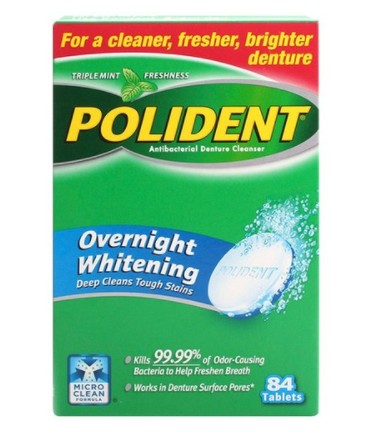 For a cleaner, fresher, brighter
denture
TRIPLEMINT FRESHNESS
POLIDENT®
Antibacterial Denture Cleanser
Overnight
Whitening
Deep Cleans Tough Stains
POLIDENT
Kills 99.99% of Odor-Causing
Bacteria to Help Freshen Breath
Works in Denture Surface Pores*
MICRO
CLEAN
FORMULA
84
Tablets